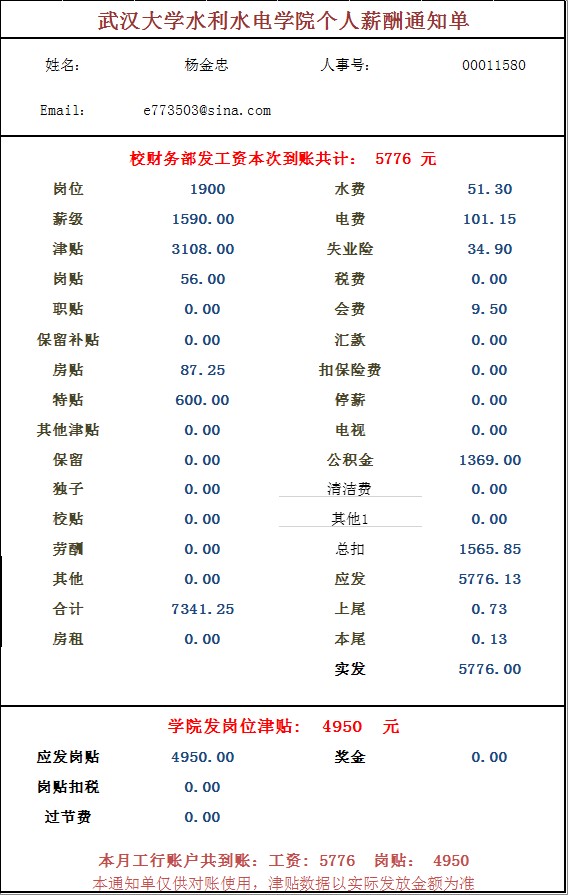 武汉大学水利水电学院个人薪酬通知单
姓名： 杨金忠 人事号： 00011580
Email： e773503@sina.com
校财务部发工资本次到账共计： 5776 元
岗位 1900 水费 51.30
薪级 1590.00 电费 101.15
津贴 3108.00 失业险 34.90
岗贴 56.00 税费 0.00
职贴 0.00 会费 9.50
保留补贴 0.00 汇款 0.00
房贴 87.25 扣保险费 0.00
特贴 600.00 停薪 0.00
其他津贴 0.00 电视 0.00
保留 0.00 公积金 1369.00
独子 0.00 清洁费 0.00
校贴 0.00 其他1 0.00
劳酬 0.00 总扣 1565.85
其他 0.00 应发 5776.13
合计 7341.25 上尾 0.73
房租 0.00 本尾 0.13
实发 5776.00
学院发岗位津贴： 4950 元
应发岗贴 4950.00 奖金 0.00
岗贴扣税 0.00
过节费 0.00
本月工行账户共到账：工资：5776 岗贴： 4950
本通知单仅供对账使用，津贴数据以实际发放金额为准